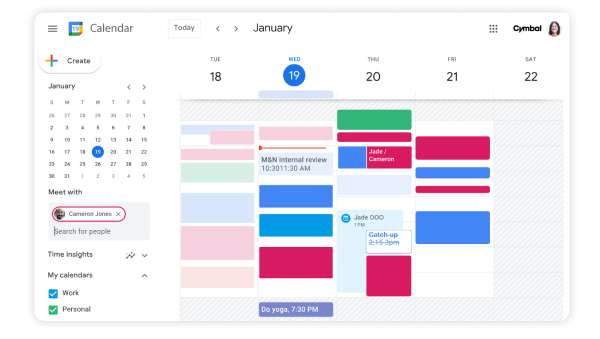 Calendar
Today
January
Cymbal
Create
January
S M T W T F S
26 27 28 29 30 31 1
2 3 4 5 6 7 8
9 10 11 12 13 14 15
16 17 18 19 20 21 22
23 24 25 26 27 28 29
30 31 1 2 3 4 5
Meet with
Cameron Jones
Search for people
Time insights
My calendars
Work
Personal
TUE WED THU FRI SAT
18 19 20 21 22
M&N internal review
10:3011:30 AM
Jade /
Cameron
Jade OOO
1PM
Catch up
2:15-3pm
Do yoga, 7:30 PM